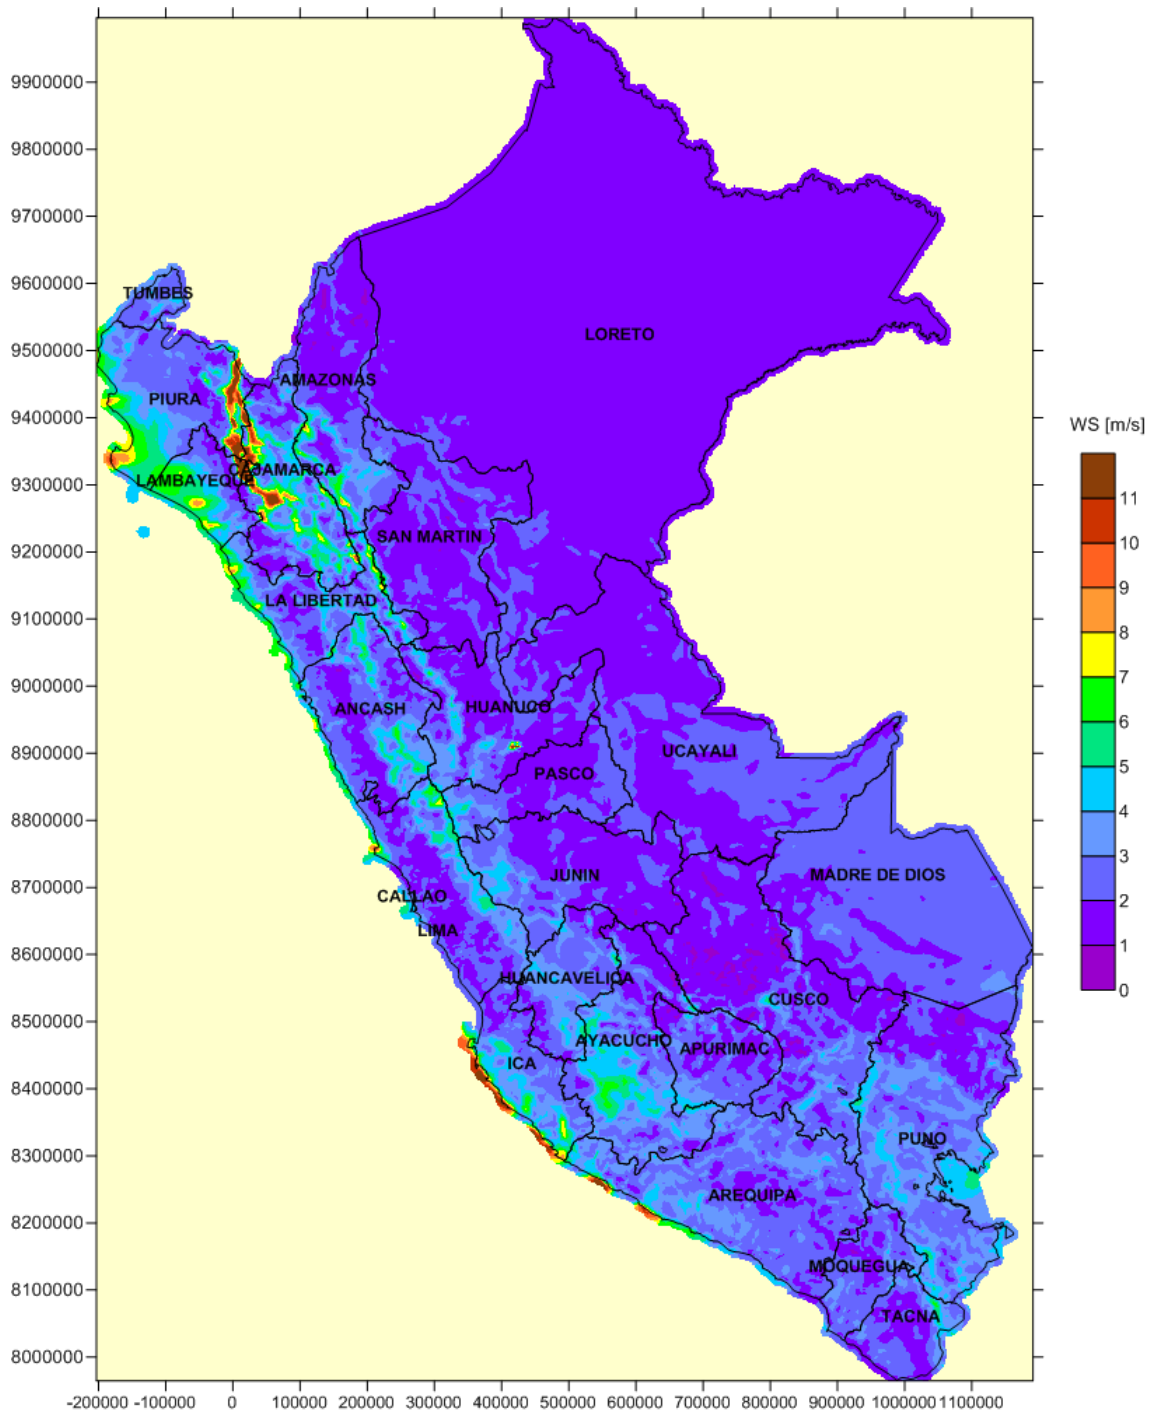 9900000
9800000
9700000
9600000
9500000
9400000
9300000
9200000
9100000
9000000
8900000
8800000
8700000
8600000
8500000
8400000
8300000
8200000
8100000
8000000
-200000 -100000 0 100000 200000 300000 400000 500000 600000 700000 800000 900000 1000000 1100000
TUMBES
LORETO
AMAZONAS
PIURA
CAJAMARCA
LAMBAYEQUE
SAN MARTIN
LA LIBERTAD
ANCASH
HUANUCO
UCAYALI
PASCO
JUNIN
MADRE DE DIOS
CALLAO
LIMA
HUANCAVELICA
CUSCO
AYACUCHO
APURIMAC
ICA
PUNO
AREQUIPA
MOQUEGUA
TACNA
WS [m/s]
11
10
9
8
7
6
5
4
3
2
1
0